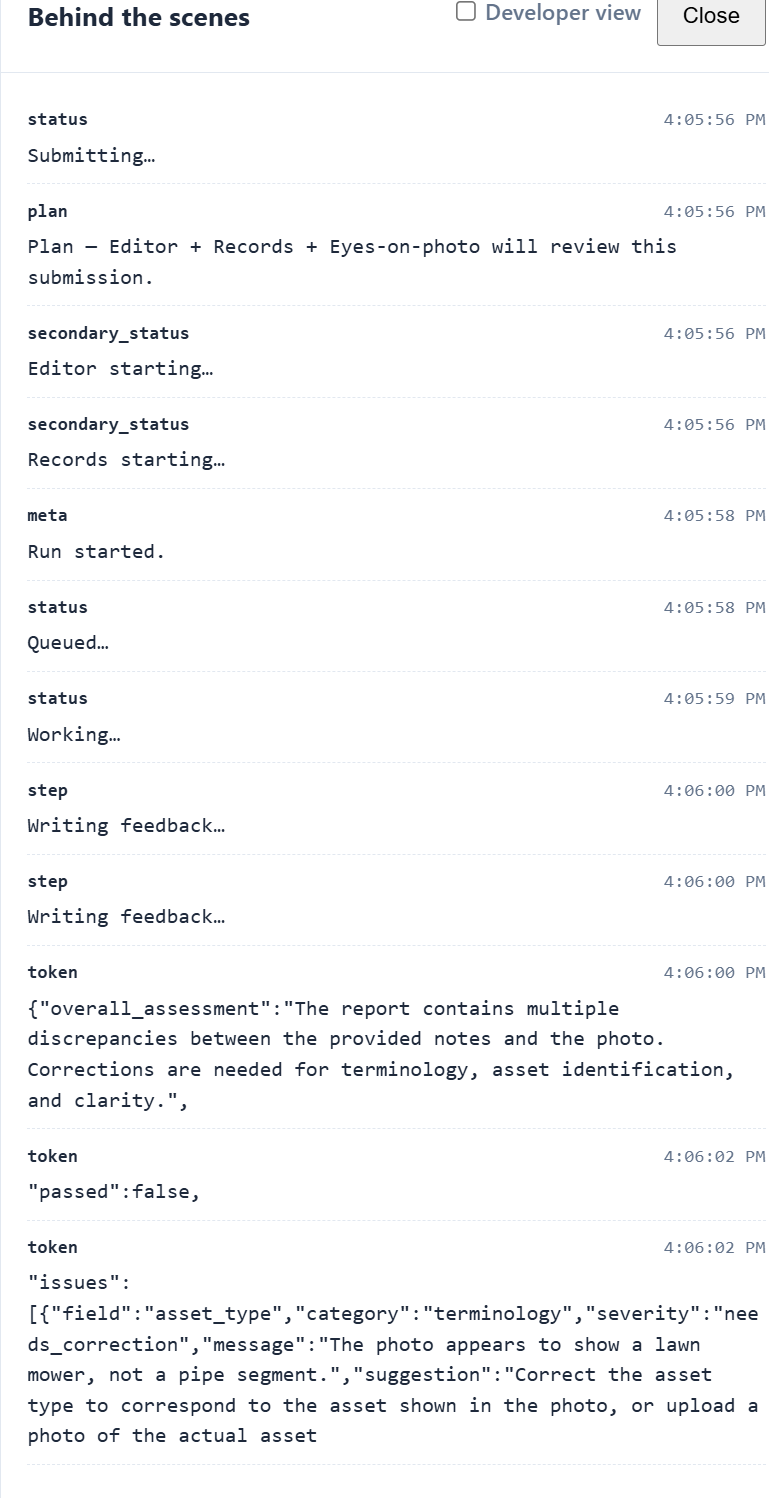 Behind the scenes
Developer view
Close
status 4:05:56 PM
Submitting…
plan 4:05:56 PM
Plan — Editor + Records + Eyes-on-photo will review this
submission.
secondary_status 4:05:56 PM
Editor starting…
secondary_status 4:05:56 PM
Records starting…
meta 4:05:58 PM
Run started.
status 4:05:58 PM
Queued…
status 4:05:59 PM
Working…
step 4:06:00 PM
Writing feedback…
step 4:06:00 PM
Writing feedback…
token 4:06:00 PM
{"overall_assessment":"The report contains multiple
discrepancies between the provided notes and the photo.
Corrections are needed for terminology, asset identification,
and clarity.",
token 4:06:02 PM
"passed":false,
token 4:06:02 PM
"issues":
[{"field":"asset_type","category":"terminology","severity":"nee
ds_correction","message":"The photo appears to show a lawn
mower, not a pipe segment.","suggestion":"Correct the asset
type to correspond to the asset shown in the photo, or upload a
photo of the actual asset